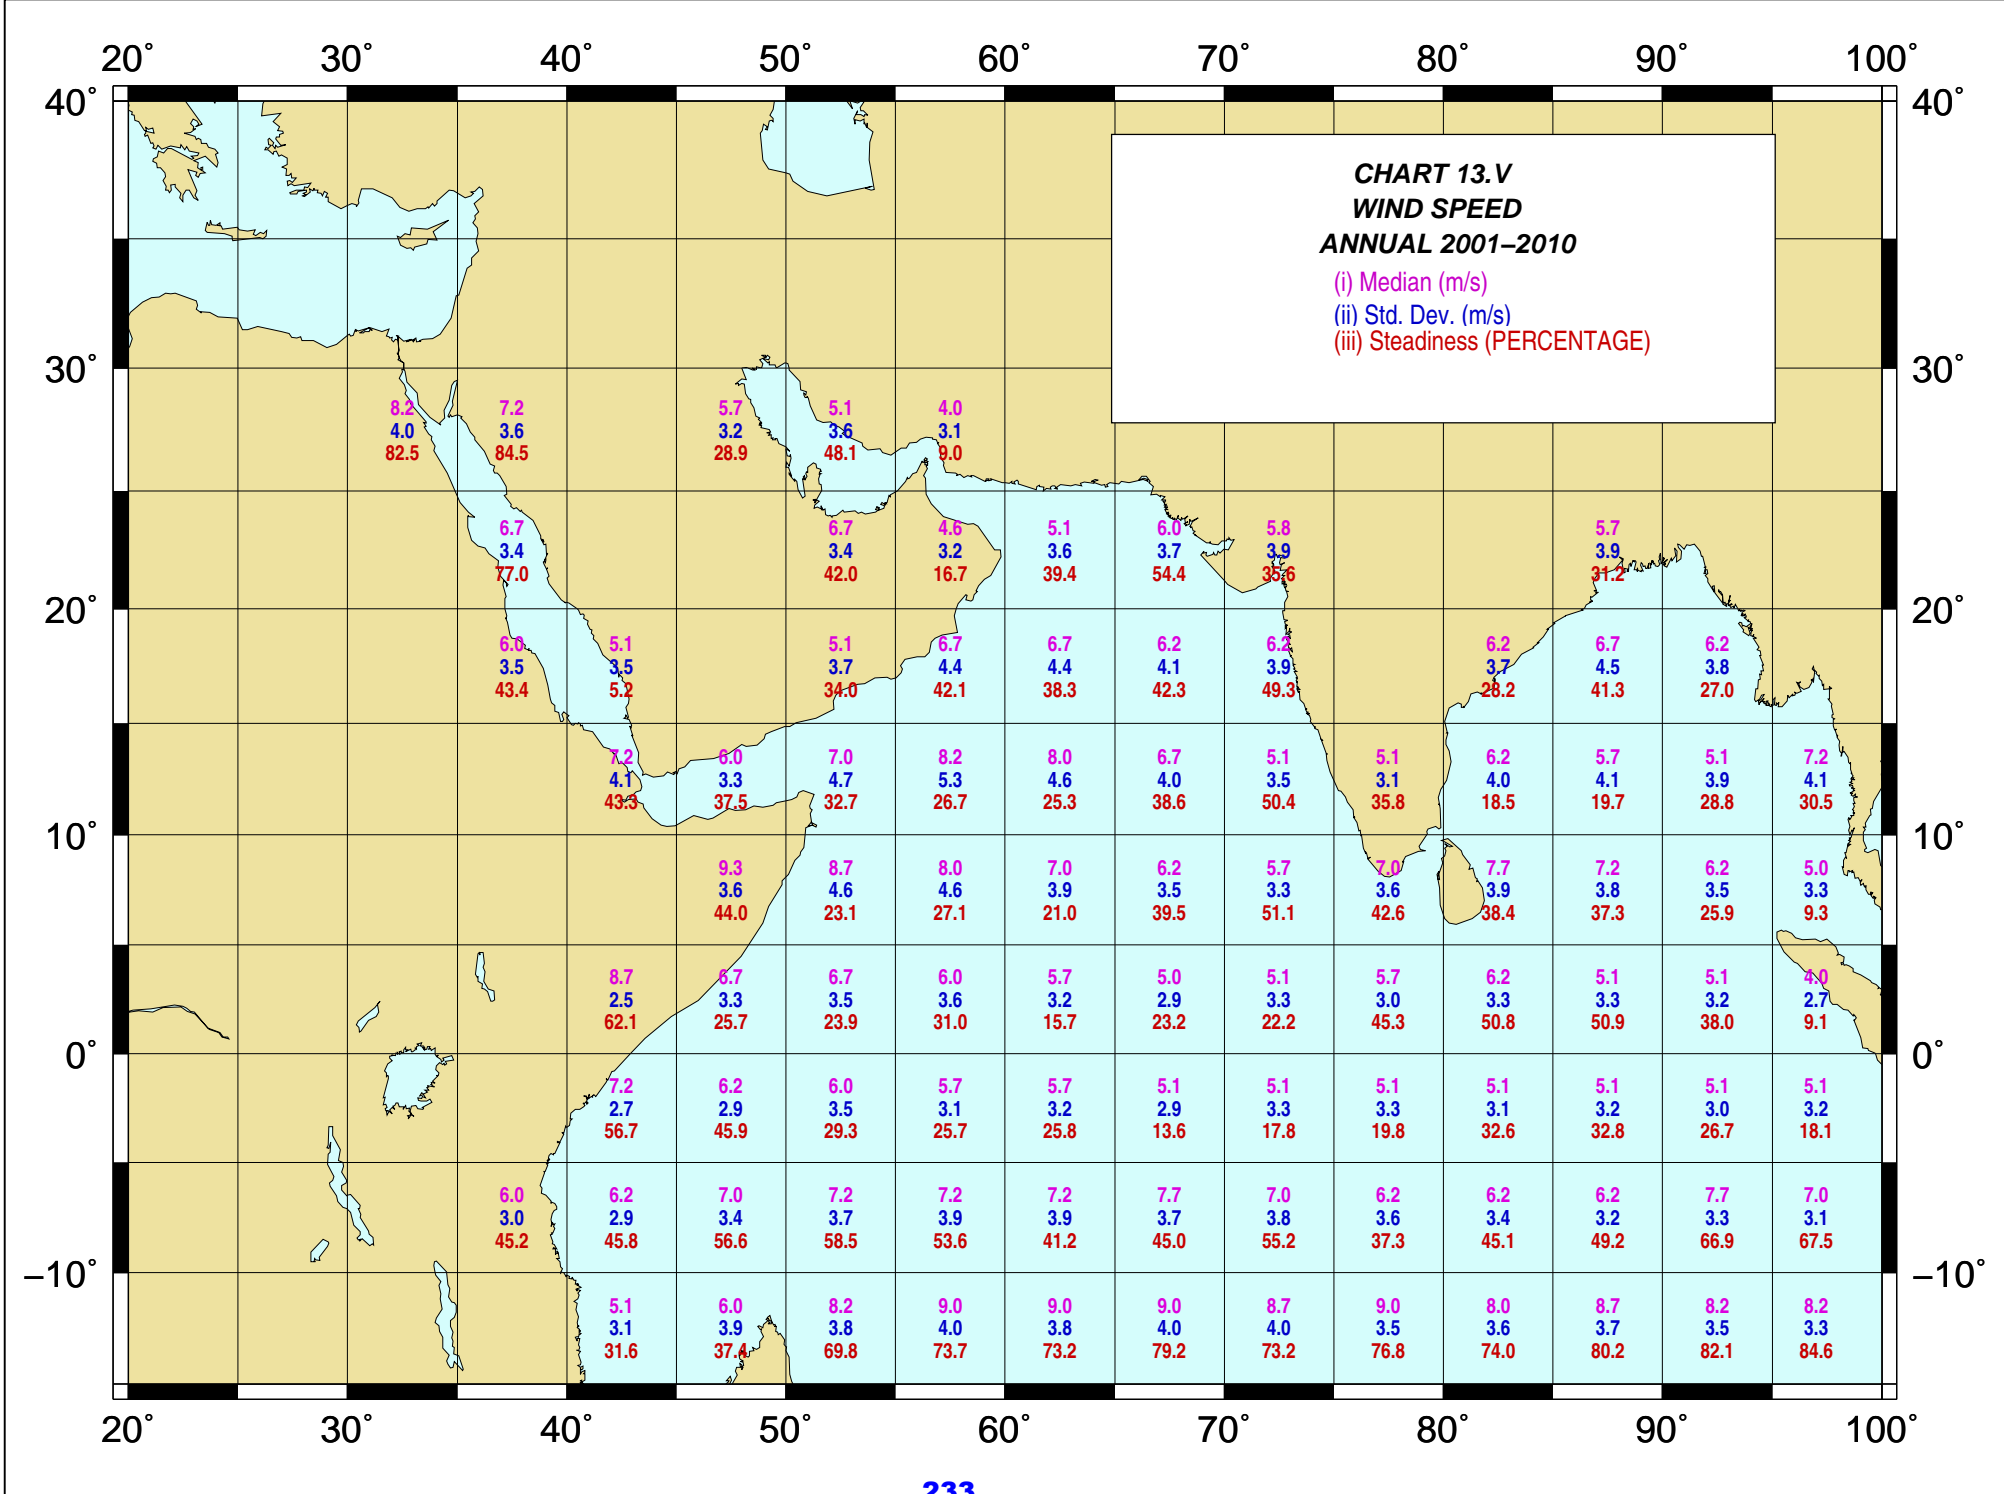 20° 30° 40° 50° 60° 70° 80° 90° 100°
40° 40°
CHART 13.V
WIND SPEED
ANNUAL 2001–2010
(i) Median (m/s)
(ii) Std. Dev. (m/s)
(iii) Steadiness (PERCENTAGE)
30° 30°
8.2 7.2 5.7 5.1 4.0
4.0 3.6 3.2 3.6 3.1
82.5 84.5 28.9 48.1 9.0
6.7 6.7 4.6 5.1 6.0 5.8 5.7
3.4 3.4 3.2 3.6 3.7 3.9 3.9
77.0 42.0 16.7 39.4 54.4 35.6 31.2
20° 20°
6.0 5.1 5.1 6.7 6.7 6.2 6.2 6.2 6.7 6.2
3.5 3.5 3.7 4.4 4.4 4.1 3.9 3.7 4.5 3.8
43.4 5.2 34.0 42.1 38.3 42.3 49.3 28.2 41.3 27.0
7.2 6.0 7.0 8.2 8.0 6.7 5.1 5.1 6.2 5.7 5.1 7.2
4.1 3.3 4.7 5.3 4.6 4.0 3.5 3.1 4.0 4.1 3.9 4.1
43.3 37.5 32.7 26.7 25.3 38.6 50.4 35.8 18.5 19.7 28.8 30.5
10° 10°
9.3 8.7 8.0 7.0 6.2 5.7 7.0 7.7 7.2 6.2 5.0
3.6 4.6 4.6 3.9 3.5 3.3 3.6 3.9 3.8 3.5 3.3
44.0 23.1 27.1 21.0 39.5 51.1 42.6 38.4 37.3 25.9 9.3
8.7 6.7 6.7 6.0 5.7 5.0 5.1 5.7 6.2 5.1 5.1 4.0
2.5 3.3 3.5 3.6 3.2 2.9 3.3 3.0 3.3 3.3 3.2 2.7
62.1 25.7 23.9 31.0 15.7 23.2 22.2 45.3 50.8 50.9 38.0 9.1
0° 0°
7.2 6.2 6.0 5.7 5.7 5.1 5.1 5.1 5.1 5.1 5.1 5.1
2.7 2.9 3.5 3.1 3.2 2.9 3.3 3.3 3.1 3.2 3.0 3.2
56.7 45.9 29.3 25.7 25.8 13.6 17.8 19.8 32.6 32.8 26.7 18.1
6.0 6.2 7.0 7.2 7.2 7.2 7.7 7.0 6.2 6.2 6.2 7.7 7.0
3.0 2.9 3.4 3.7 3.9 3.9 3.7 3.8 3.6 3.4 3.2 3.3 3.1
45.2 45.8 56.6 58.5 53.6 41.2 45.0 55.2 37.3 45.1 49.2 66.9 67.5
–10° –10°
5.1 6.0 8.2 9.0 9.0 9.0 8.7 9.0 8.0 8.7 8.2 8.2
3.1 3.9 3.8 4.0 3.8 4.0 4.0 3.5 3.6 3.7 3.5 3.3
31.6 37.4 69.8 73.7 73.2 79.2 73.2 76.8 74.0 80.2 82.1 84.6
20° 30° 40° 50° 60° 70° 80° 90° 100°
233